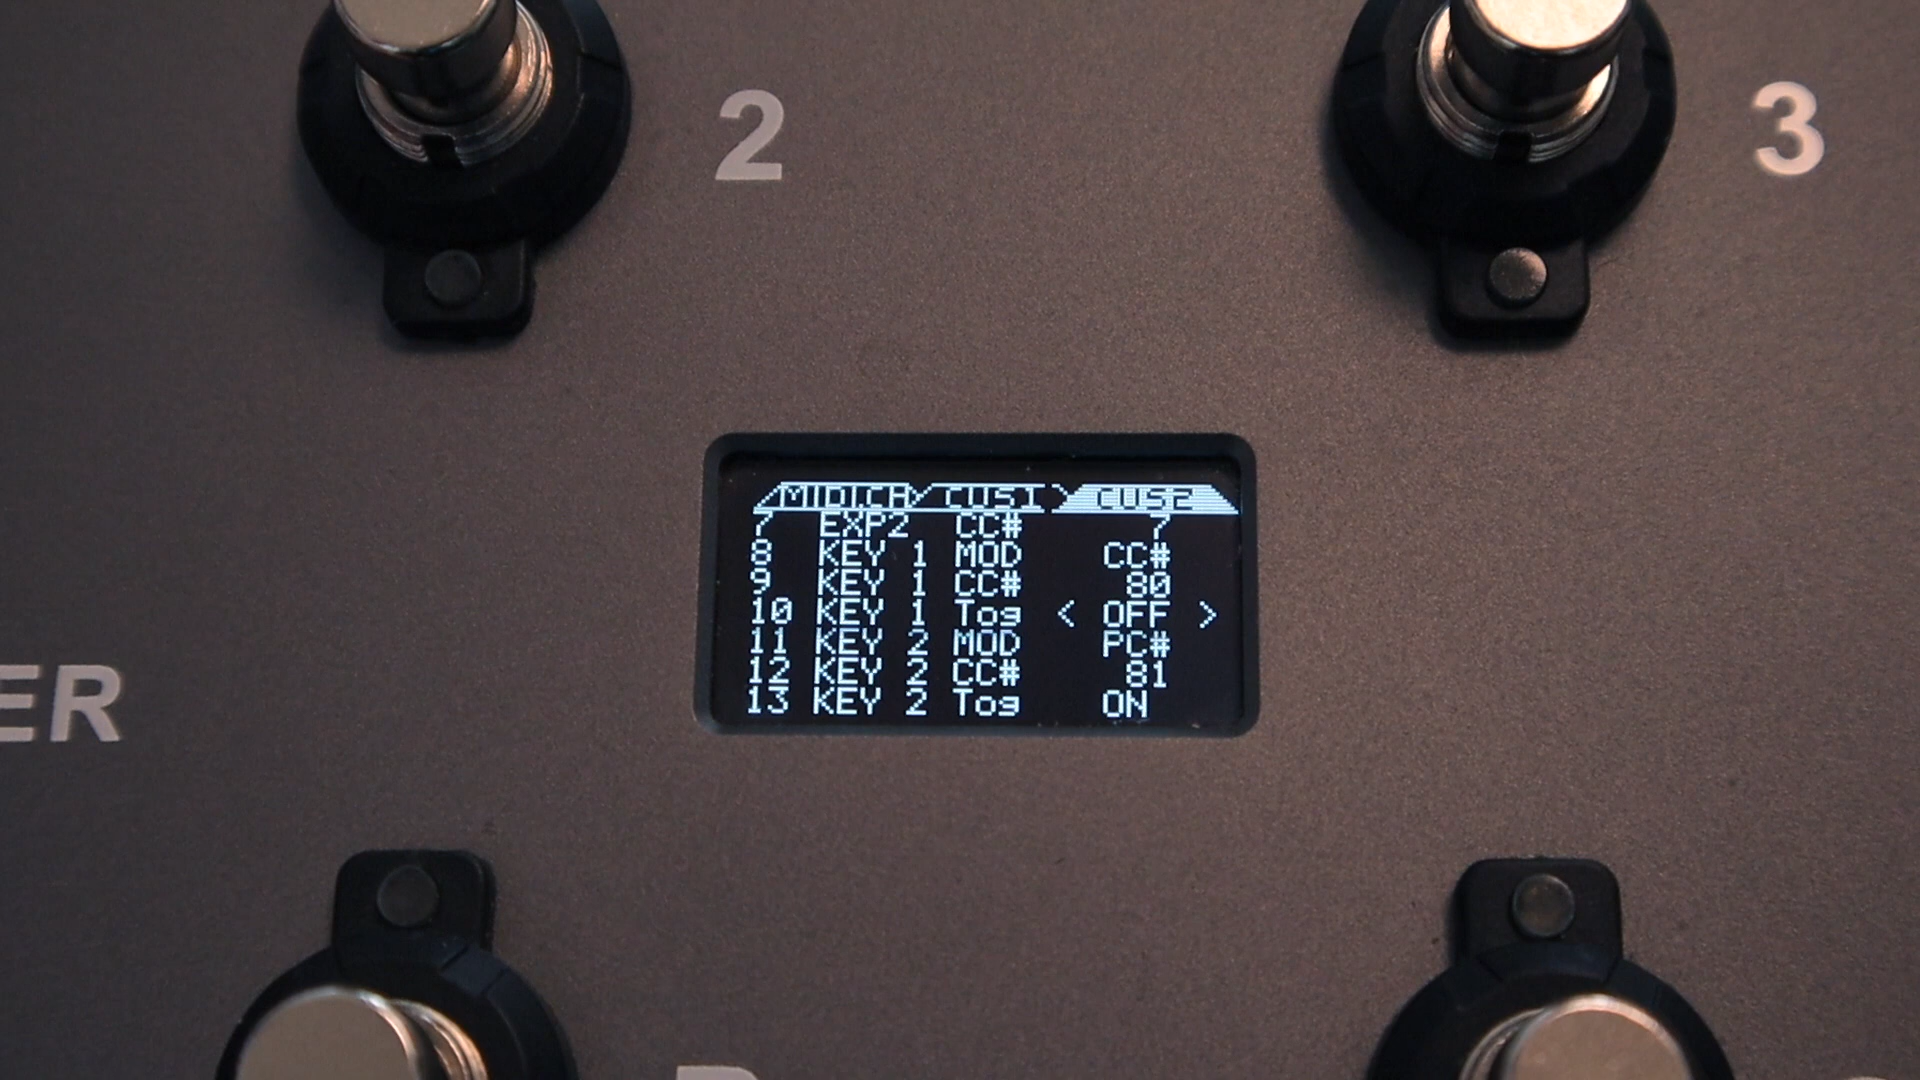 2
3
MIDICH CUS1 CUS2
7 EXP2 CC# 7
8 KEY 1 MOD CC#
9 KEY 1 CC# 80
10 KEY 1 Tog < OFF >
11 KEY 2 MOD PC#
12 KEY 2 CC# 81
13 KEY 2 Tog ON
ER